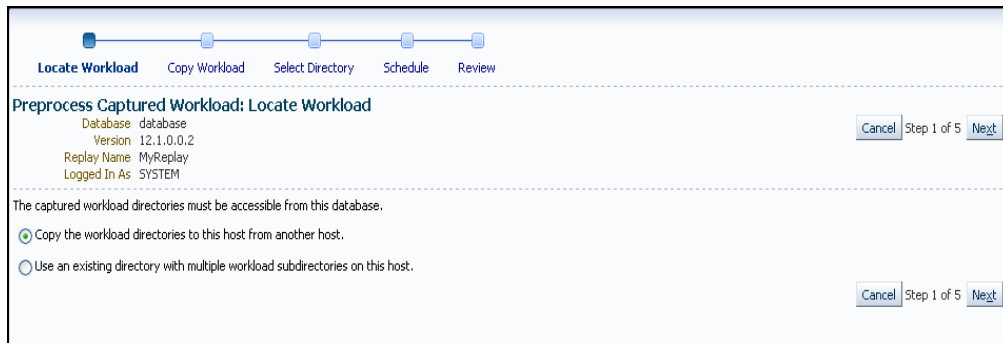 Locate Workload Copy Workload Select Directory Schedule Review
Preprocess Captured Workload: Locate Workload
Database database
Version 12.1.0.0.2
Replay Name MyReplay
Logged In As SYSTEM
Cancel Step 1 of 5 Next
The captured workload directories must be accessible from this database.
Copy the workload directories to this host from another host.
Use an existing directory with multiple workload subdirectories on this host.
Cancel Step 1 of 5 Next